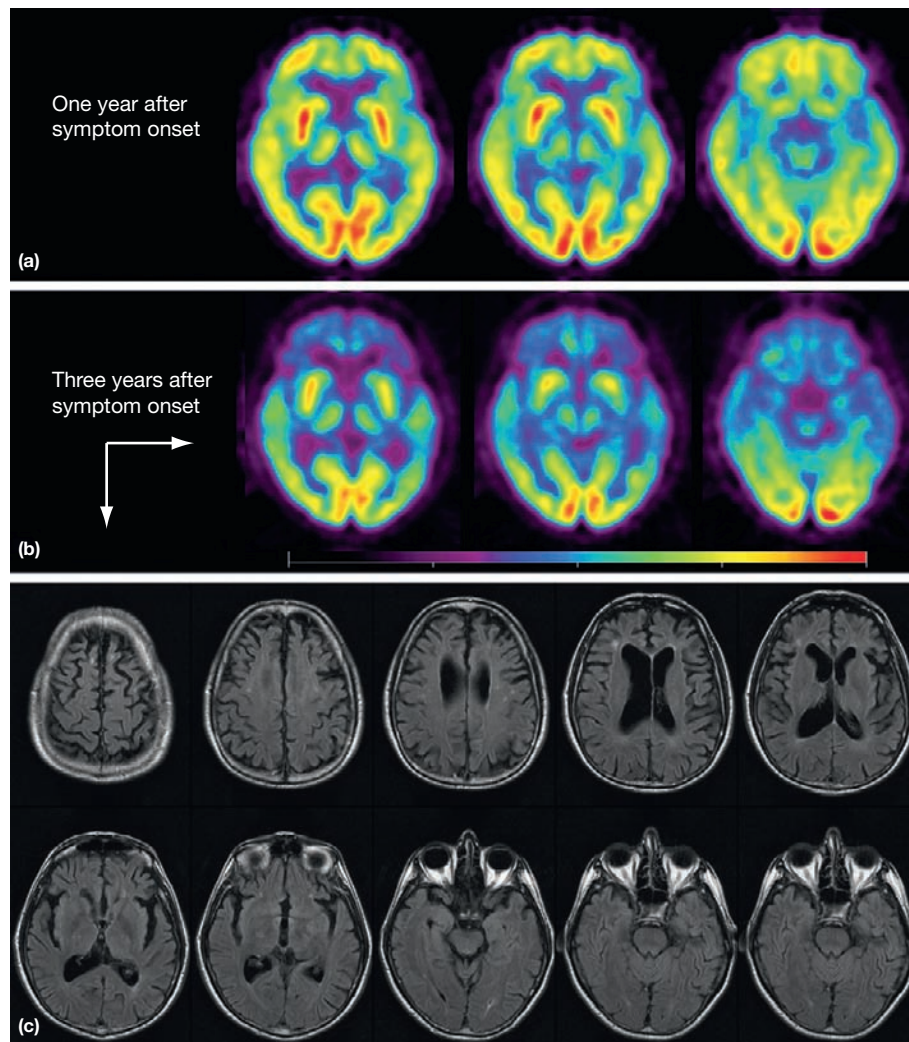 One year after
symptom onset
(a)
Three years after
symptom onset
(b)
(c)